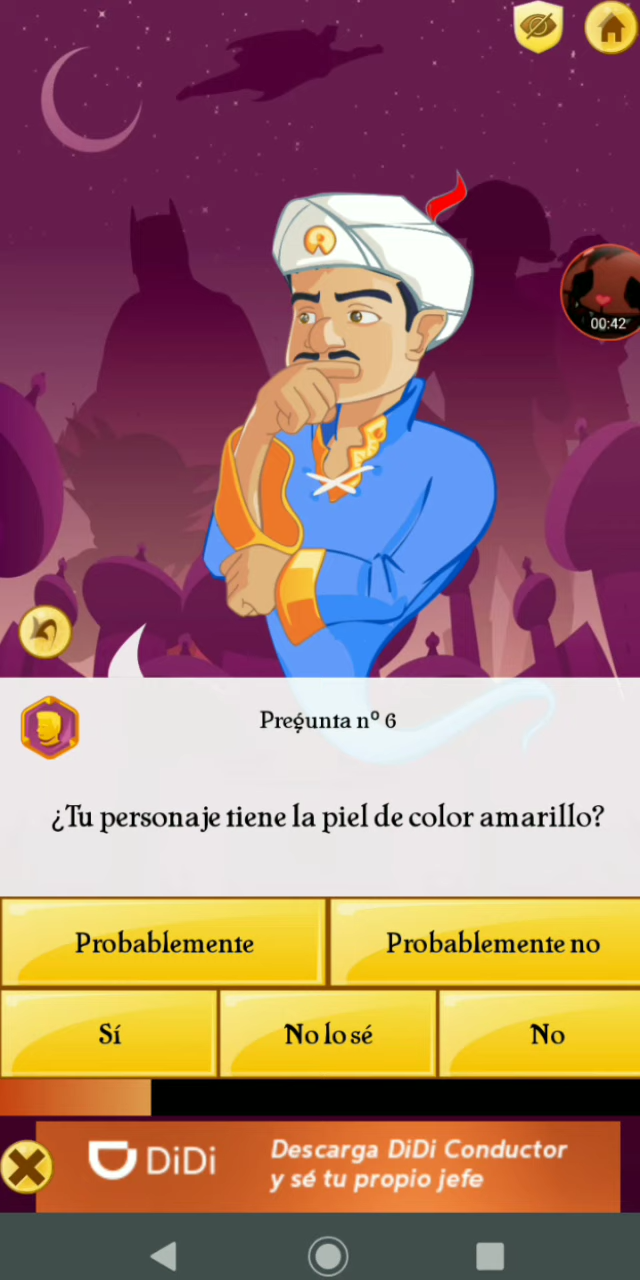 00:42
Pregunta nº 6
¿Tu personaje tiene la piel de color amarillo?
Probablemente
Probablemente no
Sí
No lo sé
No
DiDi
Descarga DiDi Conductor
y sé tu propio jefe